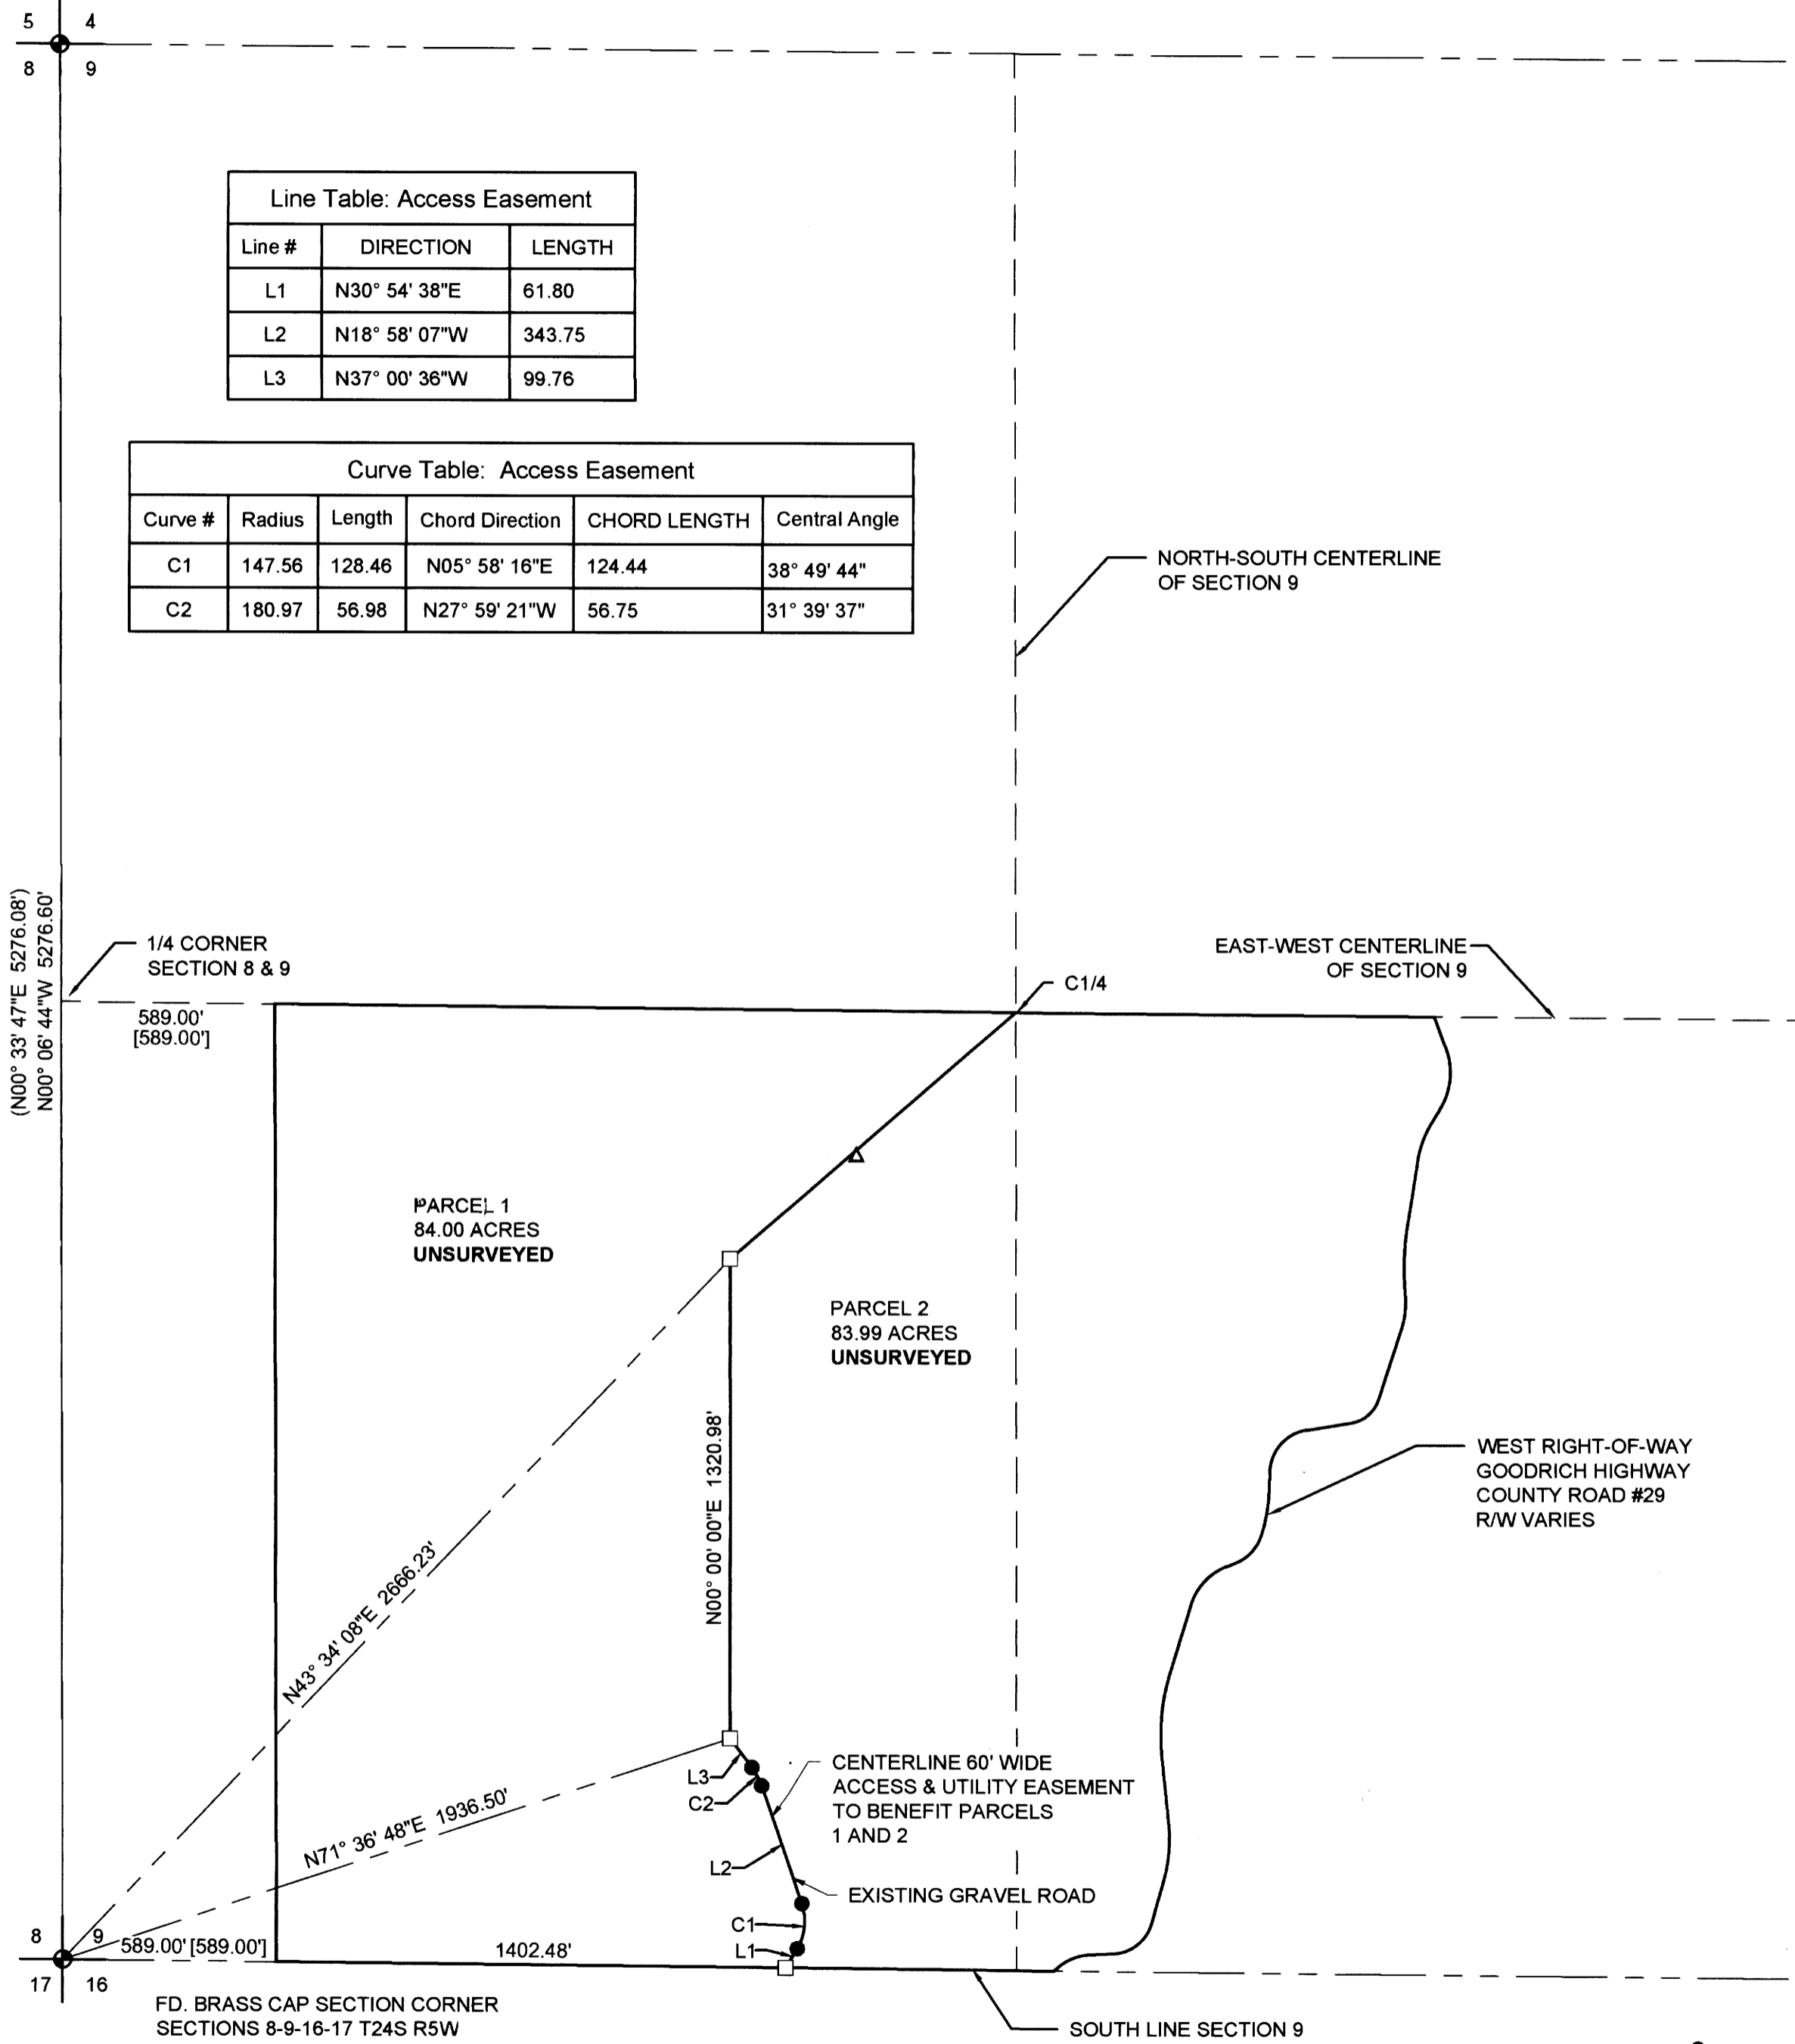 5 4
8 9
Line Table: Access Easement
Line # DIRECTION LENGTH
L1 N30° 54' 38"E 61.80
L2 N18° 58' 07"W 343.75
L3 N37° 00' 36"W 99.76
Curve Table: Access Easement
Curve # Radius Length Chord Direction CHORD LENGTH Central Angle
C1 147.56 128.46 N05° 58' 16"E 124.44 38° 49' 44"
C2 180.97 56.98 N27° 59' 21"W 56.75 31° 39' 37"
NORTH-SOUTH CENTERLINE
OF SECTION 9
(N00° 33' 47"E 5276.08')
N00° 06' 44"W 5276.60'
1/4 CORNER
SECTION 8 & 9
EAST-WEST CENTERLINE
OF SECTION 9
C1/4
589.00'
[589.00']
PARCEL 1
84.00 ACRES
UNSURVEYED
PARCEL 2
83.99 ACRES
UNSURVEYED
N00° 00' 00"E 1320.98'
WEST RIGHT-OF-WAY
GOODRICH HIGHWAY
COUNTY ROAD #29
R/W VARIES
N43° 34' 08"E 2666.23'
N71° 36' 48"E 1936.50'
L3
C2
CENTERLINE 60' WIDE
ACCESS & UTILITY EASEMENT
TO BENEFIT PARCELS
1 AND 2
L2
EXISTING GRAVEL ROAD
C1
L1
8 9
589.00' [589.00']
1402.48'
17 16
FD. BRASS CAP SECTION CORNER
SECTIONS 8-9-16-17 T24S R5W
SOUTH LINE SECTION 9